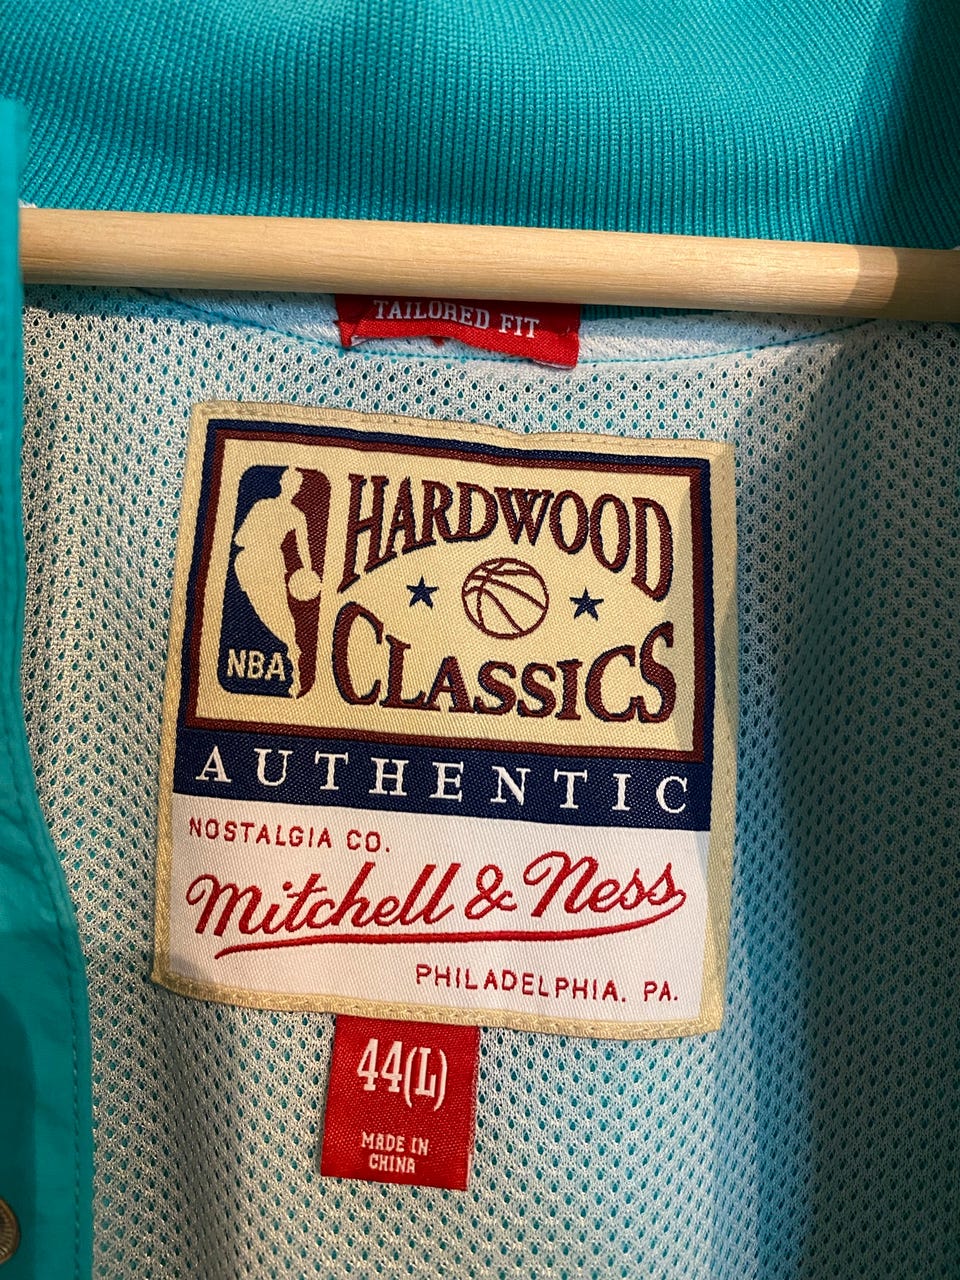 TAILORED FIT
HARDWOOD
CLASSICS
NBA
AUTHENTIC
NOSTALGIA CO.
Mitchell & Ness
PHILADELPHIA. PA.
44(L)
MADE IN
CHINA